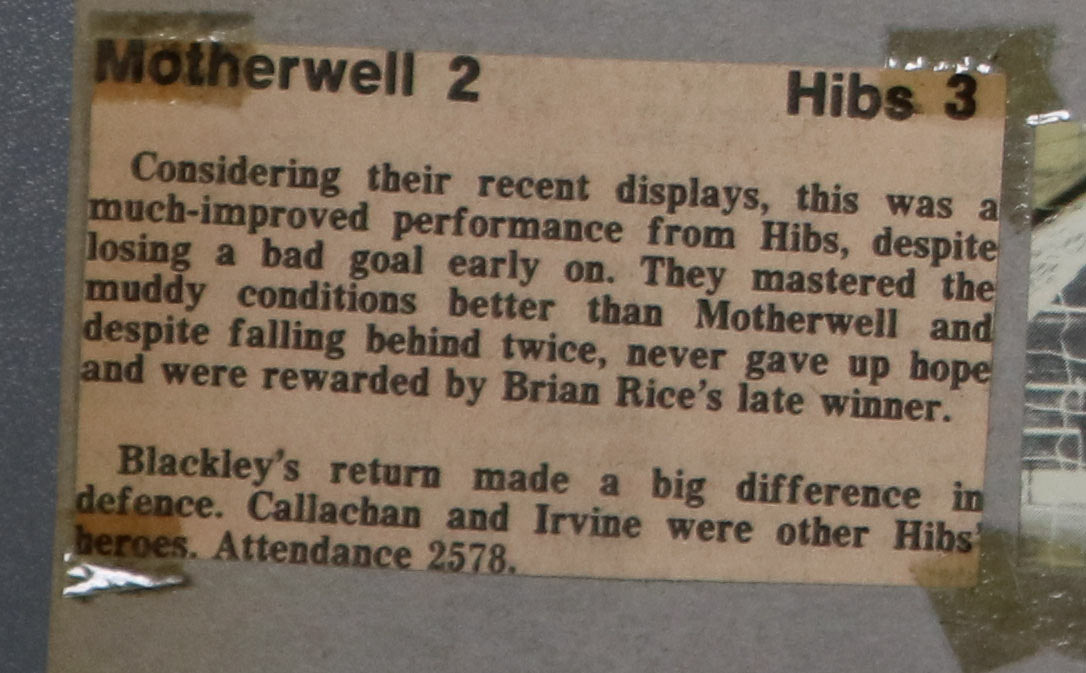 Motherwell 2 Hibs 3
Considering their recent displays, this was a
much-improved performance from Hibs, despite
losing a bad goal early on. They mastered the
muddy conditions better than Motherwell and
despite falling behind twice, never gave up hope
and were rewarded by Brian Rice's late winner.
Blackley's return made a big difference in
defence. Callachan and Irvine were other Hibs'
heroes. Attendance 2578.